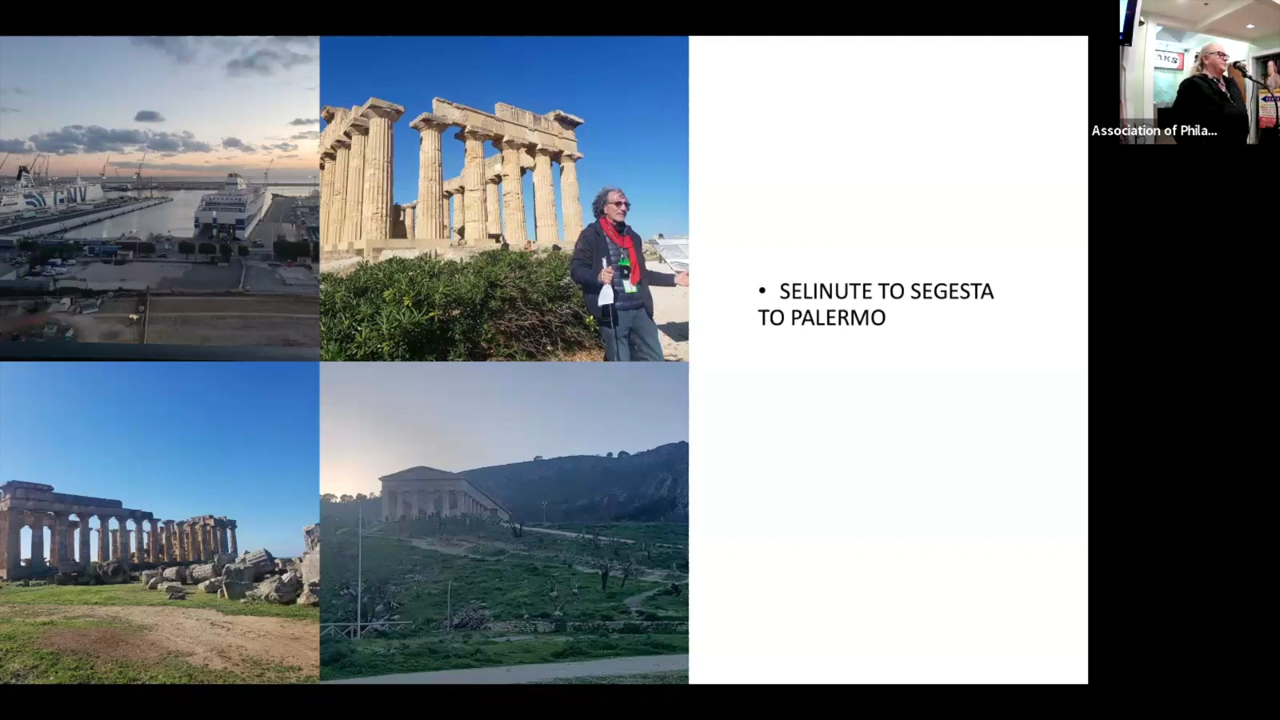 • SELINUTE TO SEGESTA
TO PALERMO
Association of Phila...